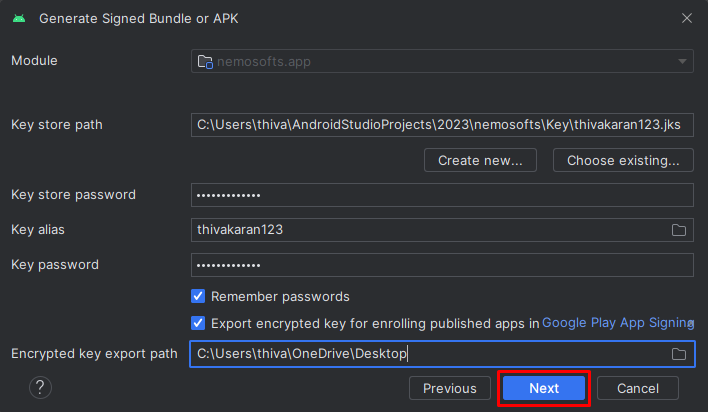 Generate Signed Bundle or APK
Module
nemosofts.app
Key store path
C:\Users\thiva\AndroidStudioProjects\2023\nemosofts\Key\thivakaran123.jks
Create new...
Choose existing...
Key store password
•••••••••••••
Key alias
thivakaran123
Key password
•••••••••••••
Remember passwords
Export encrypted key for enrolling published apps in Google Play App Signing
Encrypted key export path
C:\Users\thiva\OneDrive\Desktop
?
Previous
Next
Cancel